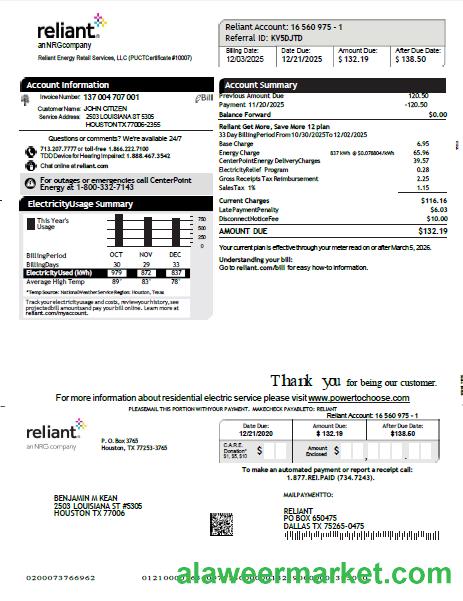 reliant®
an NRG company
Reliant Energy Retail Services, LLC (PUCT Certificate #10007)
Reliant Account: 16 560 975 - 1
Referral ID: KV5DJTD
Billing Date: Date Due: Amount Due: After Due Date:
12/03/2025 12/21/2025 $ 132.19 $ 138.50
Account Information
Invoice Number: 137 004 707 001
eBill
Customer Name: JOHN CITIZEN
Service Address: 2503 LOUISIANA ST 5305
HOUSTON TX 77006-2355
Questions or comments? We're available 24/7
713.207.7777 or toll-free 1.866.222.7100
TDD Device for Hearing Impaired: 1.888.467.3542
Chat online at reliant.com
For outages or emergencies call CenterPoint
Energy at 1-800-332-7143
Electricity Usage Summary
This Year's
Usage
750
500
250
0
Billing Period OCT NOV DEC
Billing Days 30 29 33
Electricity Used (kWh) 979 872 837
Average High Temp 89° 83° 78°
*Temp Source: National Weather Service Region: Houston, Texas
Track your electricity usage and costs, review your history, see
projected bill amounts and pay your bill online. Learn more at
reliant.com/myaccount.
Account Summary
Previous Amount Due 120.50
Payment 11/20/2025 -120.50
Balance Forward $0.00
Reliant Get More, Save More 12 plan
33 Day Billing Period From 10/30/2025 To 12/02/2025
Base Charge 6.95
Energy Charge 837 kWh @ $0.078804/kWh 65.96
CenterPoint Energy Delivery Charges 39.57
Electricity Relief Program 0.28
Gross Receipts Tax Reimbursement 2.25
Sales Tax 1% 1.15
Current Charges $116.16
Late Payment Penalty $6.03
Disconnect Notice Fee $10.00
AMOUNT DUE $132.19
Your current plan is effective through your meter read on or after March 5, 2026.
Understanding your bill:
Go to reliant.com/bill for easy how-to information.
Thank you for being our customer.
For more information about residential electric service please visit www.powertochoose.com
PLEASE MAIL THIS PORTION WITH YOUR PAYMENT. MAKE CHECK PAYABLE TO: RELIANT
Reliant Account: 16 560 975 - 1
reliant®
an NRG company
P. O. Box 3765
Houston, TX 77253-3765
Date Due: Amount Due: After Due Date:
12/21/2020 $ 132.19 $138.50
C.A.R.E.
Donation*
$1, $5, $10
$
Amount
Enclosed
$
To make an automated payment or report a receipt call:
1.877.REI.PAID (734.7243).
BENJAMIN M KEAN
2503 LOUISIANA ST #5305
HOUSTON TX 77006
MAIL PAYMENT TO:
RELIANT
PO BOX 650475
DALLAS TX 75265-0475
alaweermarket.com
0200073766962